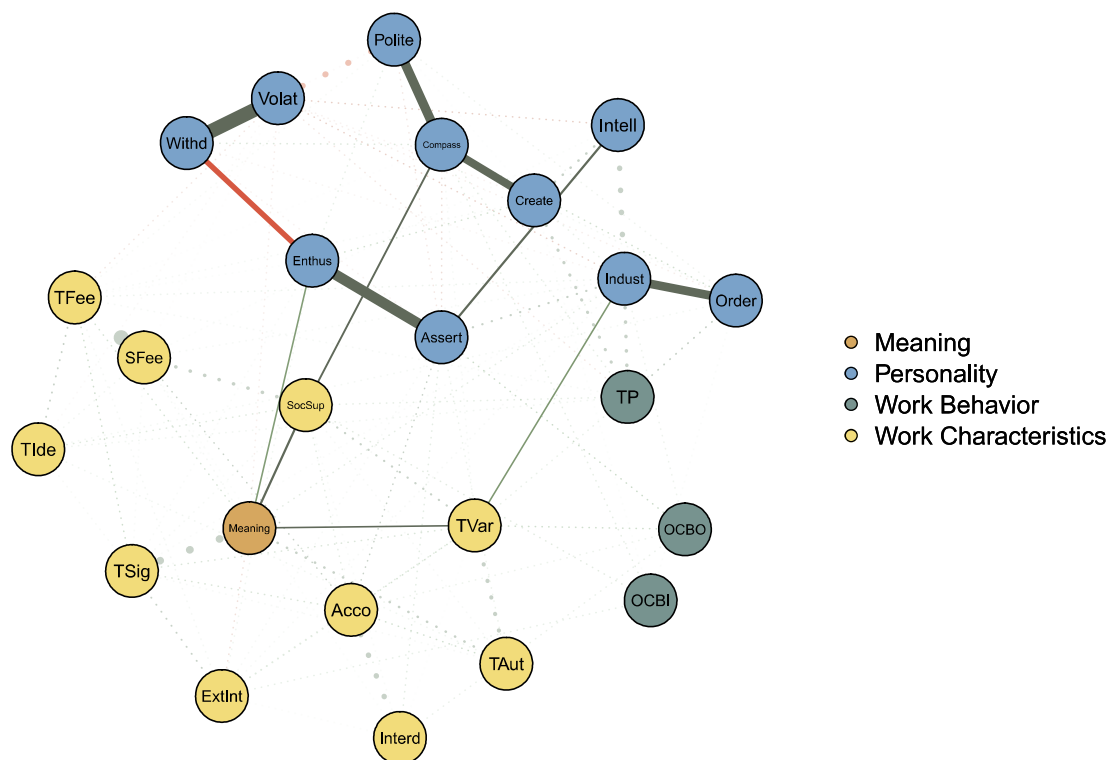 Polite
Volat
Intell
Withd
Compass
Create
Enthus
Indust
TFee
Order
Assert
SFee
Meaning
Personality
TP
SocSup
Work Behavior
Work Characteristics
TIde
Meaning
TVar
OCBO
TSig
OCBI
Acco
TAut
ExtInt
Interd